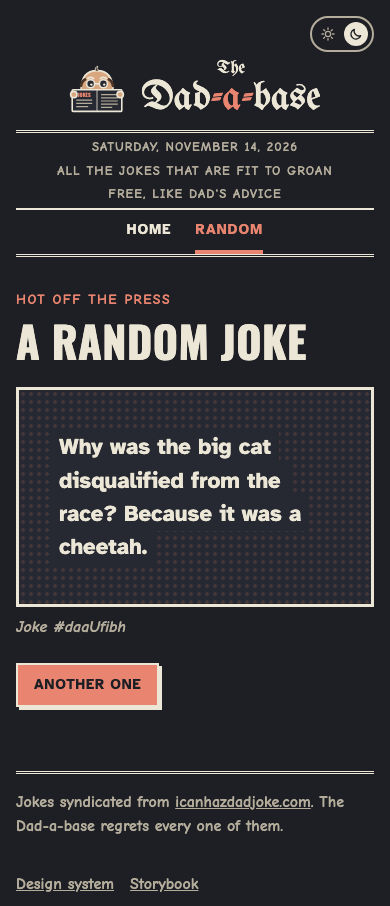 The
Dad-a-base
JOKES
SATURDAY, NOVEMBER 14, 2026
ALL THE JOKES THAT ARE FIT TO GROAN
FREE, LIKE DAD'S ADVICE
HOME RANDOM
HOT OFF THE PRESS
A RANDOM JOKE
Why was the big cat
disqualified from the
race? Because it was a
cheetah.
Joke #daaUfibh
ANOTHER ONE
Jokes syndicated from icanhazdadjoke.com. The
Dad-a-base regrets every one of them.
Design system Storybook